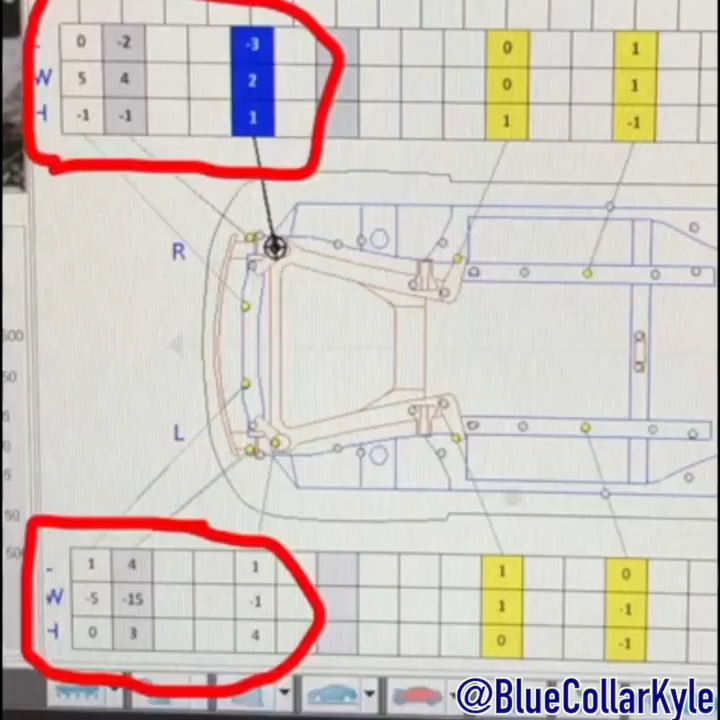 - 0 -2 -3 0 1
W 5 4 2 0 1
H -1 -1 1 1 -1
R
L
- 1 4 1 1 0
W -5 -15 -1 1 -1
H 0 3 4 0 -1
@BlueCollarKyle